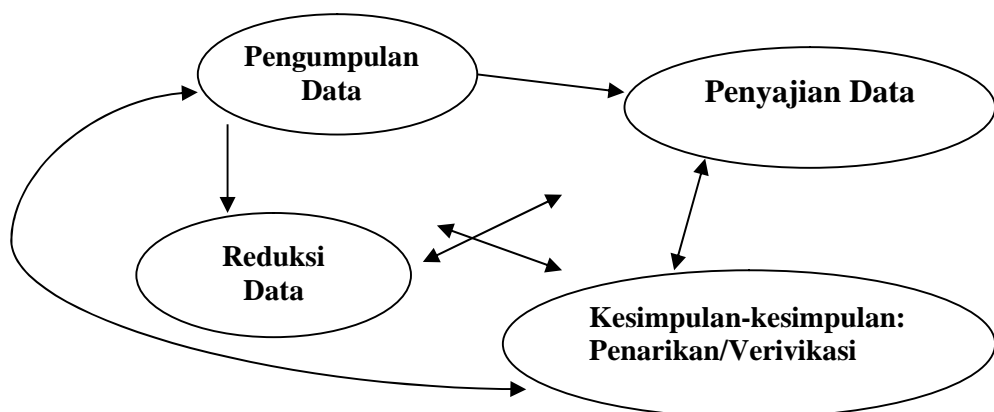 Pengumpulan
Data
Penyajian Data
Reduksi
Data
Kesimpulan-kesimpulan:
Penarikan/Verivikasi